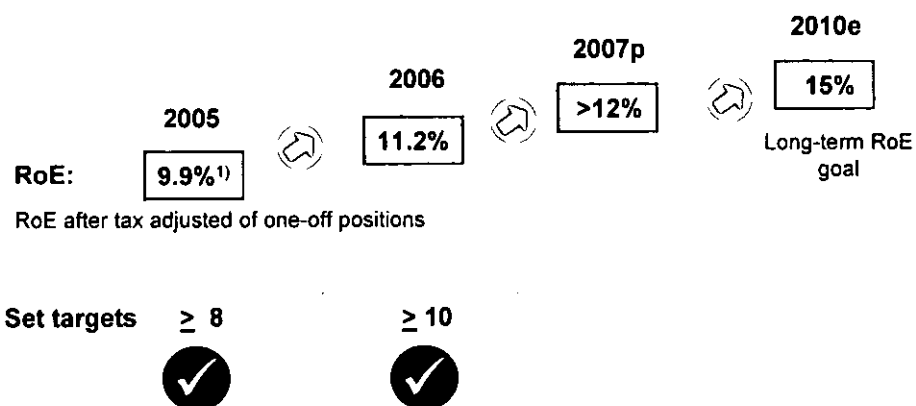 2010e
2007p
15%
2006
>12%
2005
11.2%
Long-term RoE
goal
RoE:
9.9%¹⁾
RoE after tax adjusted of one-off positions
Set targets ≥ 8 ≥ 10